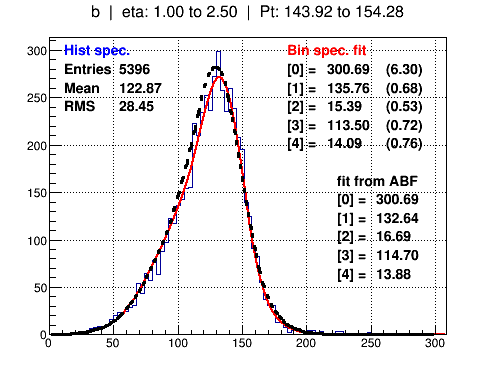 b | eta: 1.00 to 2.50 | Pt: 143.92 to 154.28
Hist spec.
Entries 5396
Mean 122.87
RMS 28.45
Bin spec. fit
[0] = 300.69 (6.30)
[1] = 135.76 (0.68)
[2] = 15.39 (0.53)
[3] = 113.50 (0.72)
[4] = 14.09 (0.76)
fit from ABF
[0] = 300.69
[1] = 132.64
[2] = 16.69
[3] = 114.70
[4] = 13.88
300
250
200
150
100
50
0
0 50 100 150 200 250 300